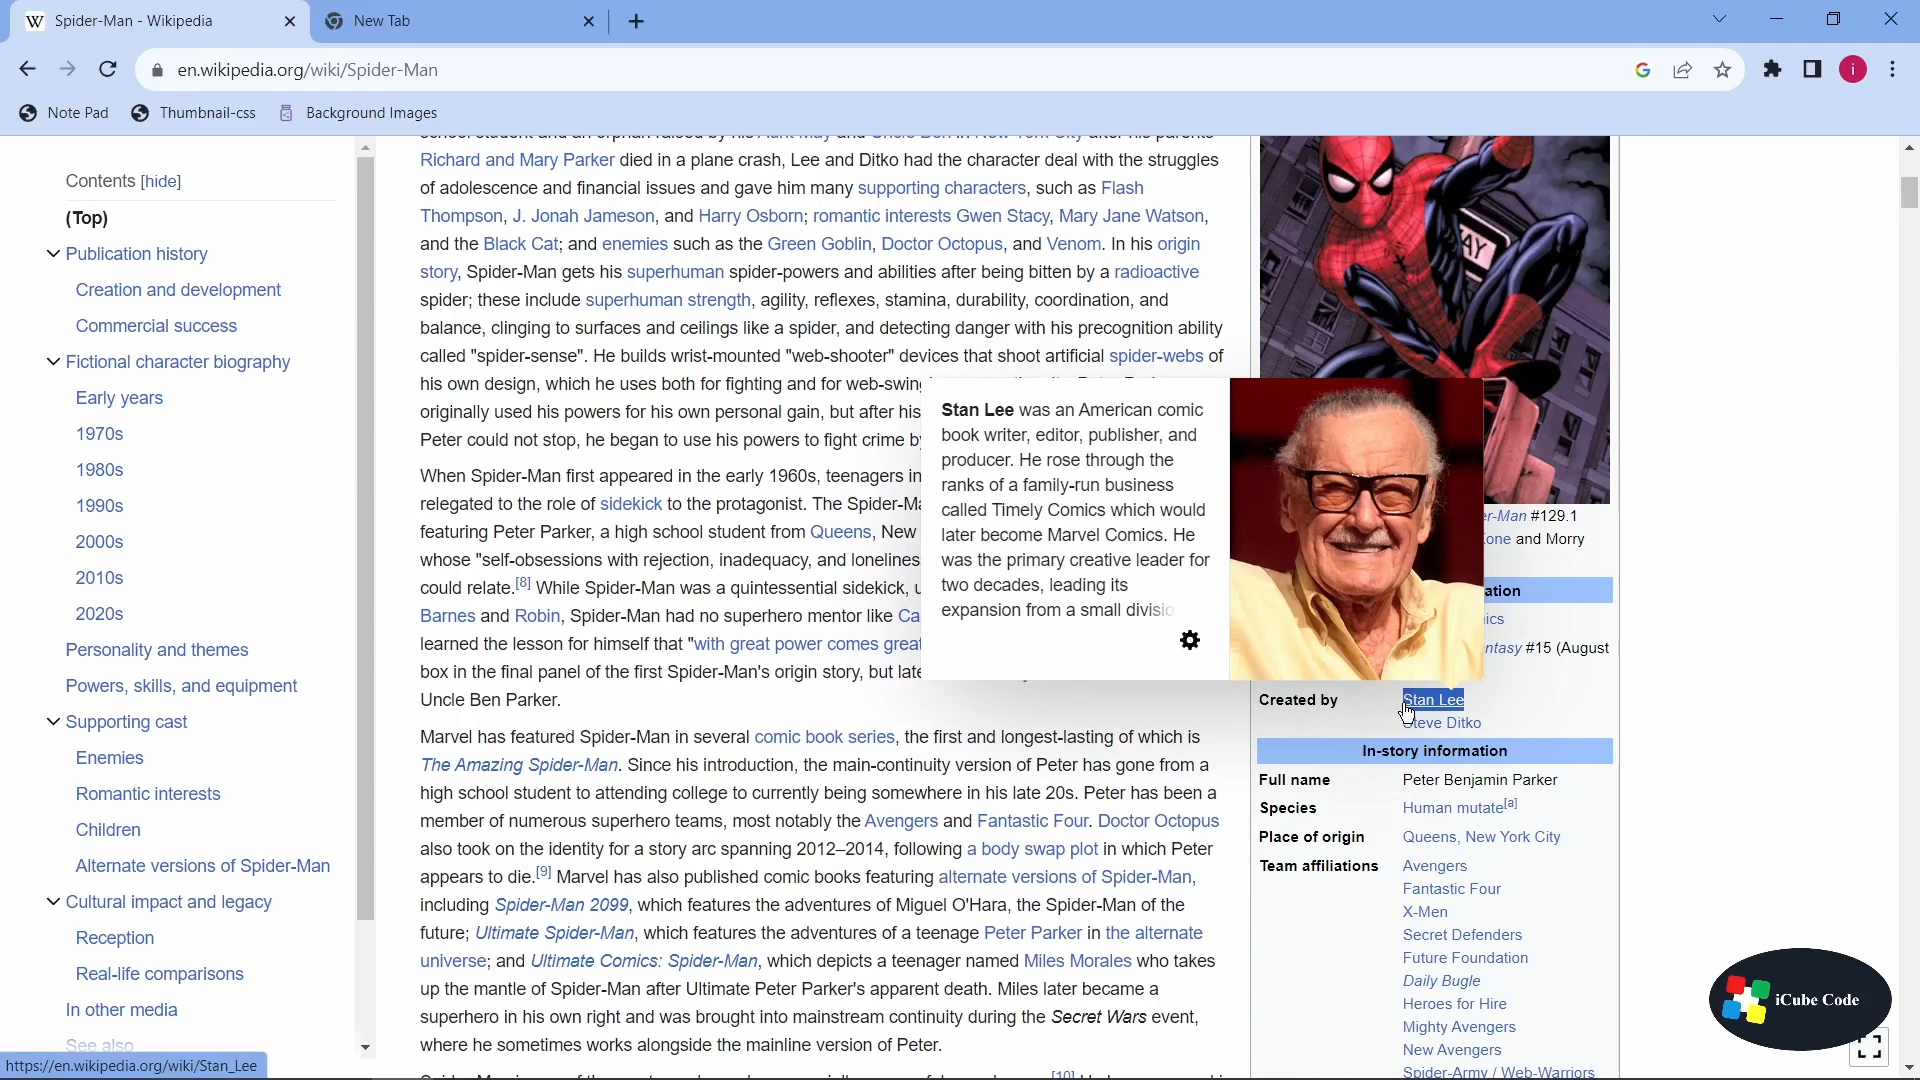 Spider-Man - Wikipedia
New Tab
en.wikipedia.org/wiki/Spider-Man
Note Pad
Thumbnail-css
Background Images
Contents [hide]
(Top)
Publication history
Creation and development
Commercial success
Fictional character biography
Early years
1970s
1980s
1990s
2000s
2010s
2020s
Personality and themes
Powers, skills, and equipment
Supporting cast
Enemies
Romantic interests
Children
Alternate versions of Spider-Man
Cultural impact and legacy
Reception
Real-life comparisons
In other media
See also
https://en.wikipedia.org/wiki/Stan_Lee
Richard and Mary Parker died in a plane crash, Lee and Ditko had the character deal with the struggles
of adolescence and financial issues and gave him many supporting characters, such as Flash
Thompson, J. Jonah Jameson, and Harry Osborn; romantic interests Gwen Stacy, Mary Jane Watson,
and the Black Cat; and enemies such as the Green Goblin, Doctor Octopus, and Venom. In his origin
story, Spider-Man gets his superhuman spider-powers and abilities after being bitten by a radioactive
spider; these include superhuman strength, agility, reflexes, stamina, durability, coordination, and
balance, clinging to surfaces and ceilings like a spider, and detecting danger with his precognition ability
called "spider-sense". He builds wrist-mounted "web-shooter" devices that shoot artificial spider-webs of
his own design, which he uses both for fighting and for web-swing
originally used his powers for his own personal gain, but after his
Peter could not stop, he began to use his powers to fight crime by
When Spider-Man first appeared in the early 1960s, teenagers in
relegated to the role of sidekick to the protagonist. The Spider-Ma
featuring Peter Parker, a high school student from Queens, New
whose "self-obsessions with rejection, inadequacy, and loneliness
could relate.[8] While Spider-Man was a quintessential sidekick, u
Barnes and Robin, Spider-Man had no superhero mentor like Ca
learned the lesson for himself that "with great power comes great
box in the final panel of the first Spider-Man's origin story, but late
Uncle Ben Parker.
Marvel has featured Spider-Man in several comic book series, the first and longest-lasting of which is
The Amazing Spider-Man. Since his introduction, the main-continuity version of Peter has gone from a
high school student to attending college to currently being somewhere in his late 20s. Peter has been a
member of numerous superhero teams, most notably the Avengers and Fantastic Four. Doctor Octopus
also took on the identity for a story arc spanning 2012–2014, following a body swap plot in which Peter
appears to die.[9] Marvel has also published comic books featuring alternate versions of Spider-Man,
including Spider-Man 2099, which features the adventures of Miguel O'Hara, the Spider-Man of the
future; Ultimate Spider-Man, which features the adventures of a teenage Peter Parker in the alternate
universe; and Ultimate Comics: Spider-Man, which depicts a teenager named Miles Morales who takes
up the mantle of Spider-Man after Ultimate Peter Parker's apparent death. Miles later became a
superhero in his own right and was brought into mainstream continuity during the Secret Wars event,
where he sometimes works alongside the mainline version of Peter.
Stan Lee was an American comic
book writer, editor, publisher, and
producer. He rose through the
ranks of a family-run business
called Timely Comics which would
later become Marvel Comics. He
was the primary creative leader for
two decades, leading its
expansion from a small divisio
er-Man #129.1
one and Morry
ation
ics
ntasy #15 (August
Created by Stan Lee
Steve Ditko
In-story information
Full name Peter Benjamin Parker
Species Human mutate[a]
Place of origin Queens, New York City
Team affiliations Avengers
Fantastic Four
X-Men
Secret Defenders
Future Foundation
Daily Bugle
Heroes for Hire
Mighty Avengers
New Avengers
Spider-Army / Web-Warriors
iCube Code